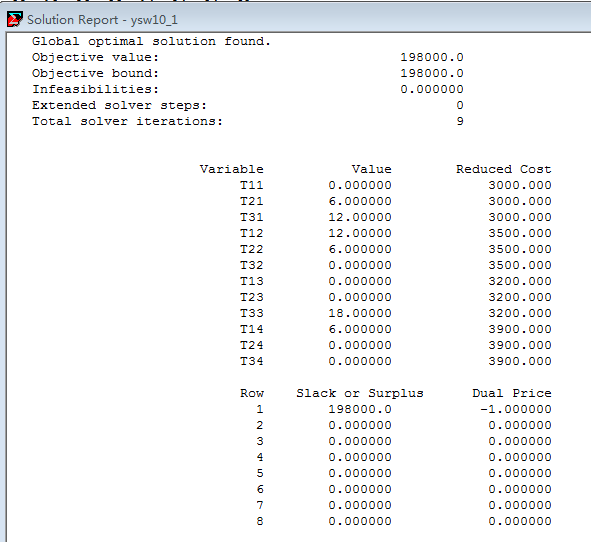 Solution Report - ysw10_1
Global optimal solution found.
Objective value: 198000.0
Objective bound: 198000.0
Infeasibilities: 0.000000
Extended solver steps: 0
Total solver iterations: 9
Variable Value Reduced Cost
T11 0.000000 3000.000
T21 6.000000 3000.000
T31 12.00000 3000.000
T12 12.00000 3500.000
T22 6.000000 3500.000
T32 0.000000 3500.000
T13 0.000000 3200.000
T23 0.000000 3200.000
T33 18.00000 3200.000
T14 6.000000 3900.000
T24 0.000000 3900.000
T34 0.000000 3900.000
Row Slack or Surplus Dual Price
1 198000.0 -1.000000
2 0.000000 0.000000
3 0.000000 0.000000
4 0.000000 0.000000
5 0.000000 0.000000
6 0.000000 0.000000
7 0.000000 0.000000
8 0.000000 0.000000